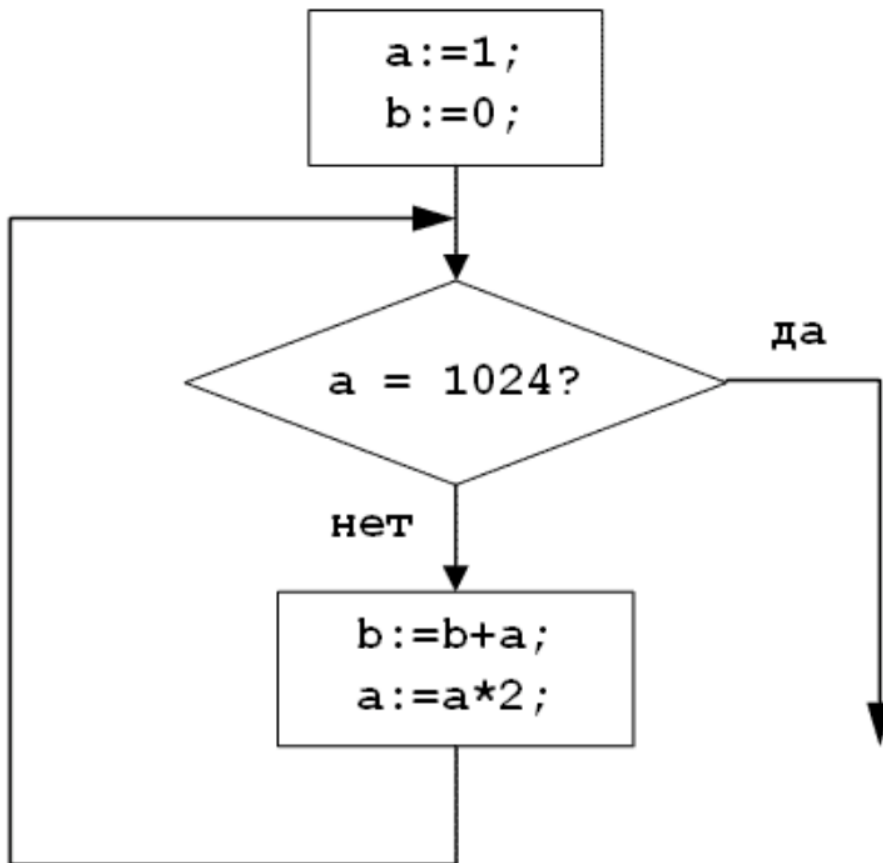 a:=1;
b:=0;
a = 1024?
да
нет
b:=b+a;
a:=a*2;